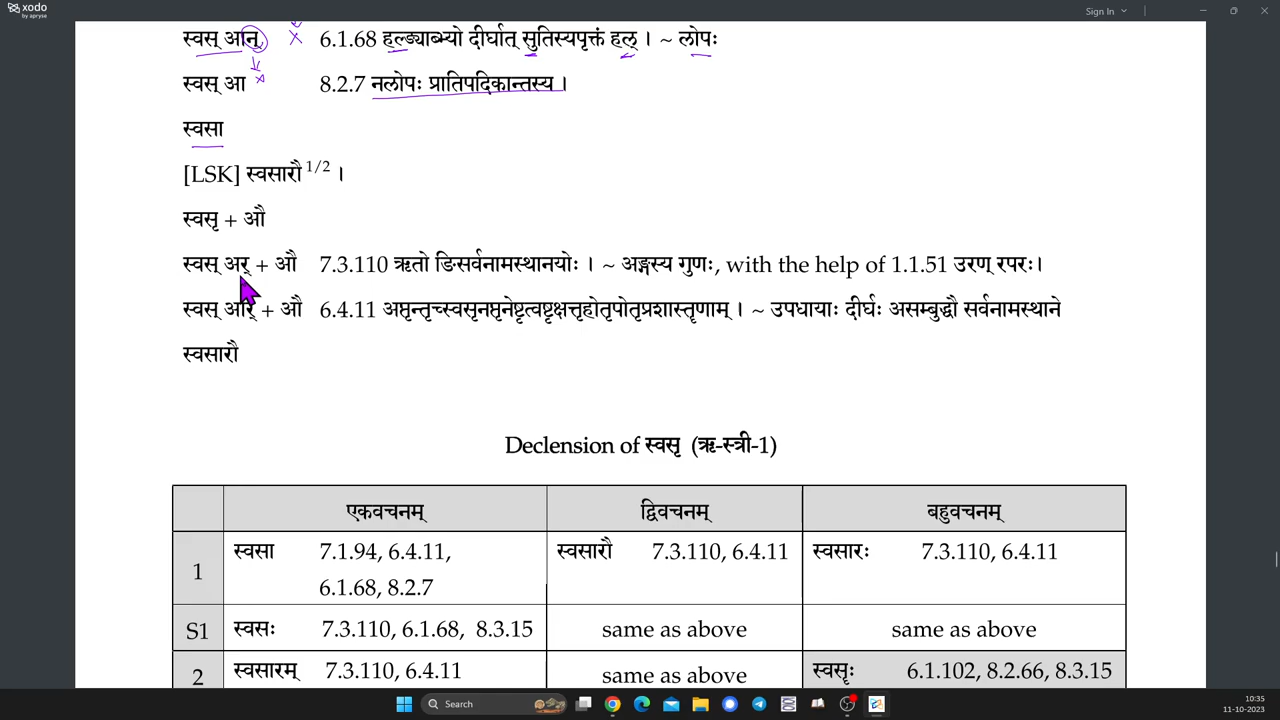 xodo
by apryse
Sign In
स्वस् आन् 6.1.68 हल्ङ्याब्भ्यो दीर्घात् सुतिस्यपृक्तं हल् । ~ लोपः
स्वस् आ 8.2.7 नलोपः प्रातिपदिकान्तस्य ।
स्वसा
[LSK] स्वसारौ 1/2 ।
स्वसृ + औ
स्वस् अर् + औ 7.3.110 ऋतो ङिसर्वनामस्थानयोः । ~ अङ्गस्य गुणः, with the help of 1.1.51 उरण् रपरः।
स्वस् आर् + औ 6.4.11 अप्तृन्तृच्स्वसृनप्तृनेष्टृत्वष्टृक्षत्तृहोतृपोतृप्रशास्तॄणाम् । ~ उपधायाः दीर्घः असम्बुद्धौ सर्वनामस्थाने
स्वसारौ
Declension of स्वसृ (ऋ-स्त्री-1)
एकवचनम् द्विवचनम् बहुवचनम्
1 स्वसा 7.1.94, 6.4.11, 6.1.68, 8.2.7 स्वसारौ 7.3.110, 6.4.11 स्वसारः 7.3.110, 6.4.11
S1 स्वसः 7.3.110, 6.1.68, 8.3.15 same as above same as above
2 स्वसारम् 7.3.110, 6.4.11 same as above स्वसॄः 6.1.102, 8.2.66, 8.3.15
Search
10:35
11-10-2023